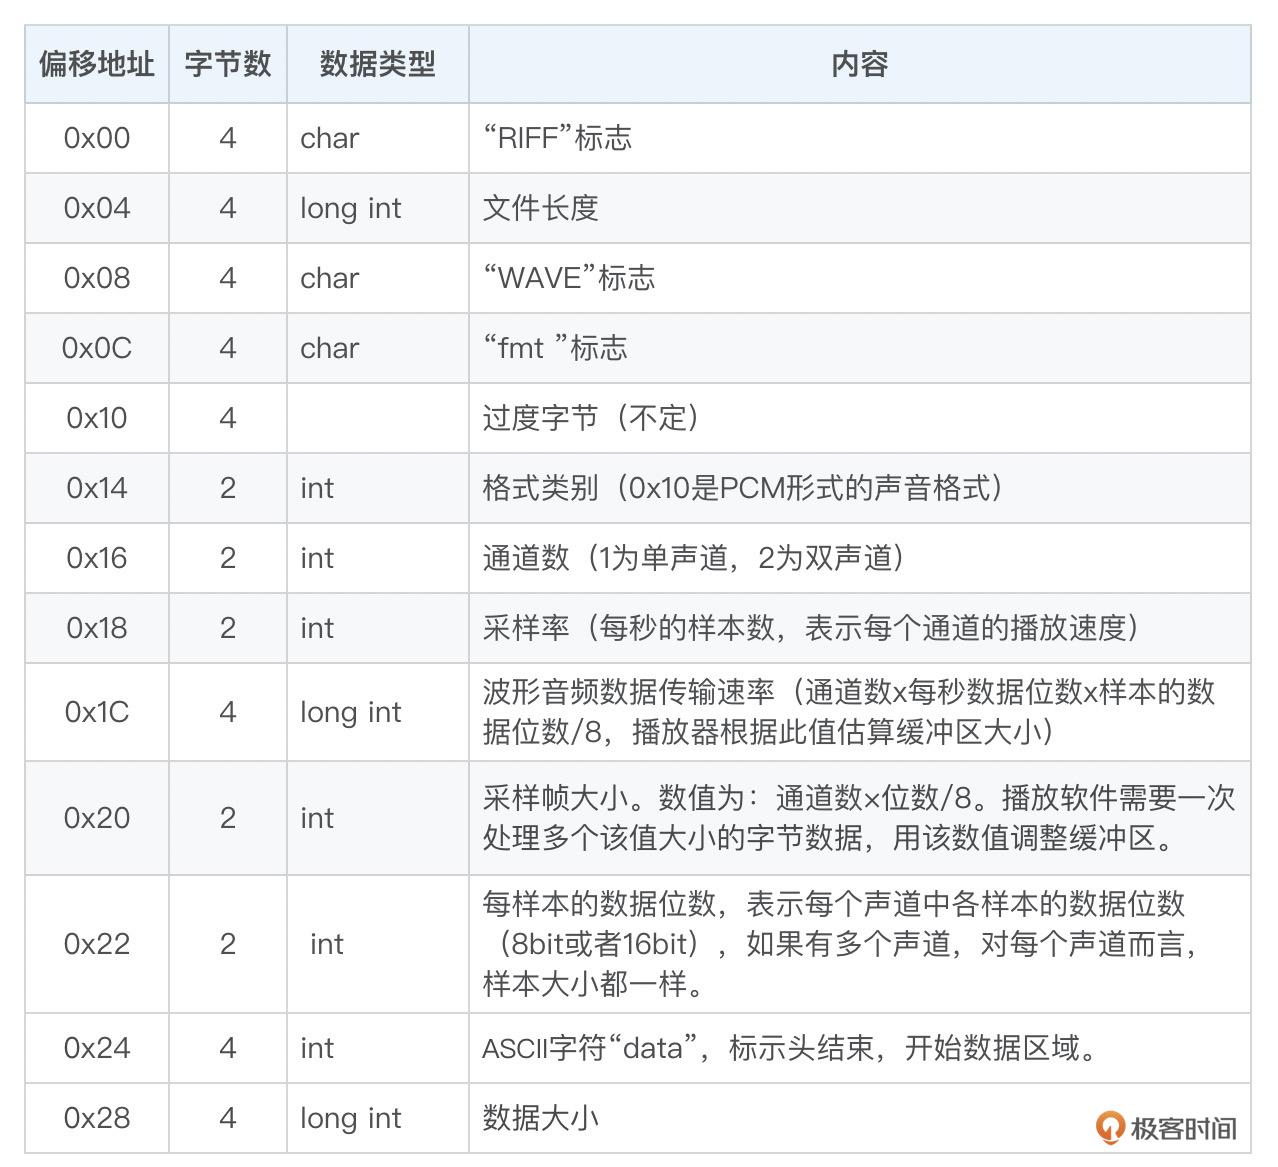 偏移地址 字节数 数据类型 内容
0x00 4 char “RIFF”标志
0x04 4 long int 文件长度
0x08 4 char “WAVE”标志
0x0C 4 char “fmt ”标志
0x10 4 过度字节（不定）
0x14 2 int 格式类别（0x10是PCM形式的声音格式）
0x16 2 int 通道数（1为单声道，2为双声道）
0x18 2 int 采样率（每秒的样本数，表示每个通道的播放速度）
0x1C 4 long int 波形音频数据传输速率（通道数x每秒数据位数x样本的数
据位数/8，播放器根据此值估算缓冲区大小）
0x20 2 int 采样帧大小。数值为：通道数×位数/8。播放软件需要一次
处理多个该值大小的字节数据，用该数值调整缓冲区。
0x22 2 int 每样本的数据位数，表示每个声道中各样本的数据位数
（8bit或者16bit），如果有多个声道，对每个声道而言，
样本大小都一样。
0x24 4 int ASCII字符“data”，标示头结束，开始数据区域。
0x28 4 long int 数据大小
极客时间